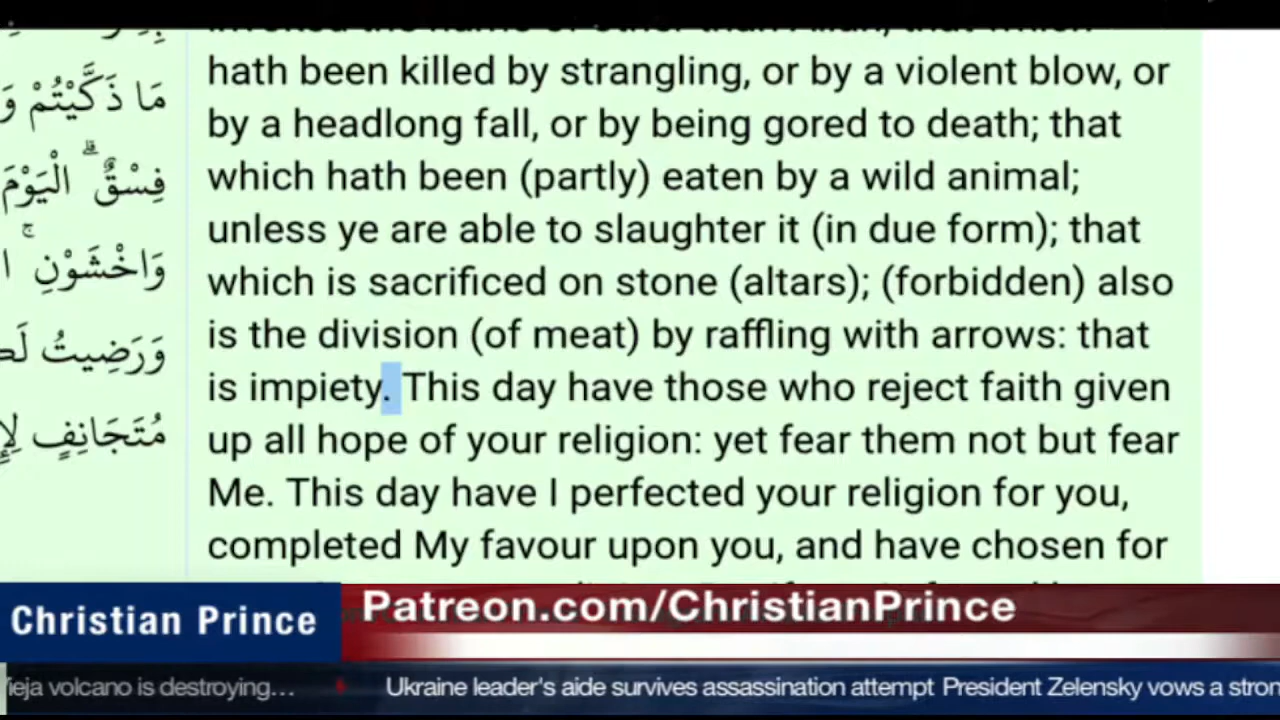 hath been killed by strangling, or by a violent blow, or
by a headlong fall, or by being gored to death; that
which hath been (partly) eaten by a wild animal;
unless ye are able to slaughter it (in due form); that
which is sacrificed on stone (altars); (forbidden) also
is the division (of meat) by raffling with arrows: that
is impiety. This day have those who reject faith given
up all hope of your religion: yet fear them not but fear
Me. This day have I perfected your religion for you,
completed My favour upon you, and have chosen for
مَا ذَكَّيْتُمْ وَ
فِسْقٌ ۗ الْيَوْمَ
وَاخْشَوْنِ ۚ ا
وَرَضِيتُ لَك
مُتَجَانِفٍ لِإِ
Christian Prince
Patreon.com/ChristianPrince
ieja volcano is destroying... Ukraine leader's aide survives assassination attempt President Zelensky vows a stron